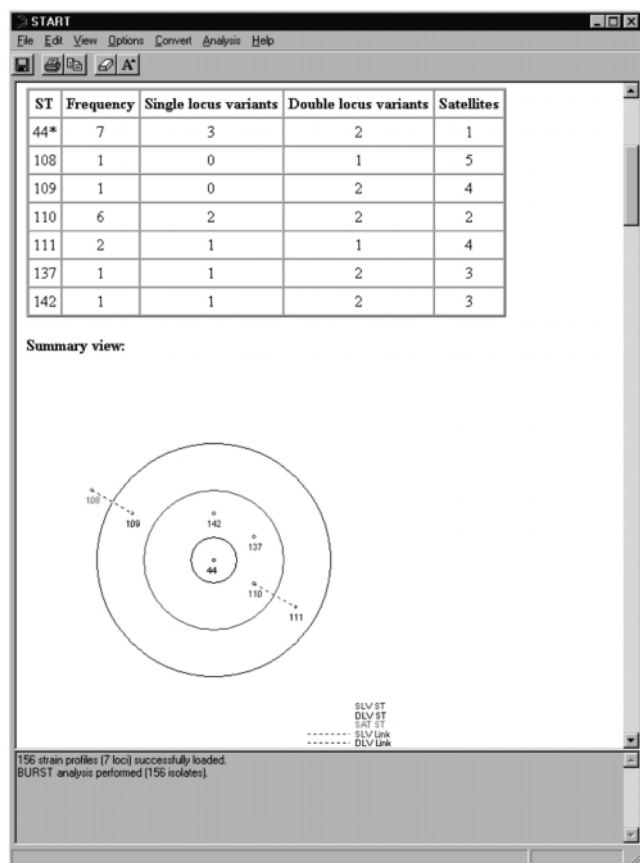 START
File Edit View Options Convert Analysis Help
ST Frequency Single locus variants Double locus variants Satellites
44* 7 3 2 1
108 1 0 1 5
109 1 0 2 4
110 6 2 2 2
111 2 1 1 4
137 1 1 2 3
142 1 1 2 3
Summary view:
108
109
142
137
44
110
111
SLV ST
DLV ST
SAT ST
SLV Link
DLV Link
156 strain profiles (7 loci) successfully loaded.
BURST analysis performed (156 isolates).